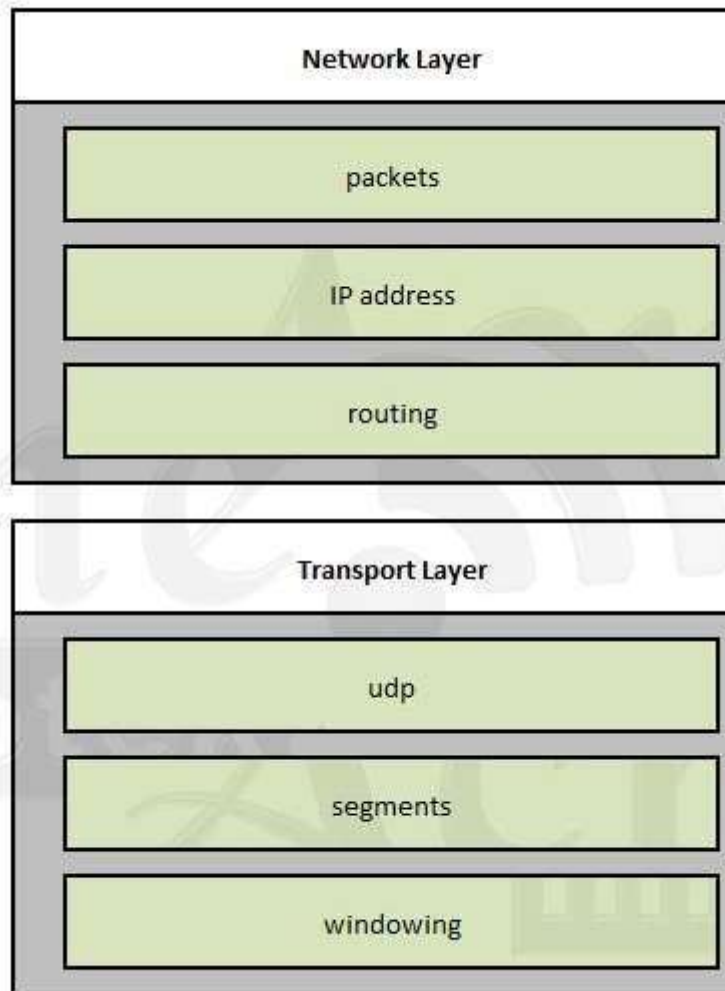 Network Layer
packets
IP address
routing
Transport Layer
udp
segments
windowing